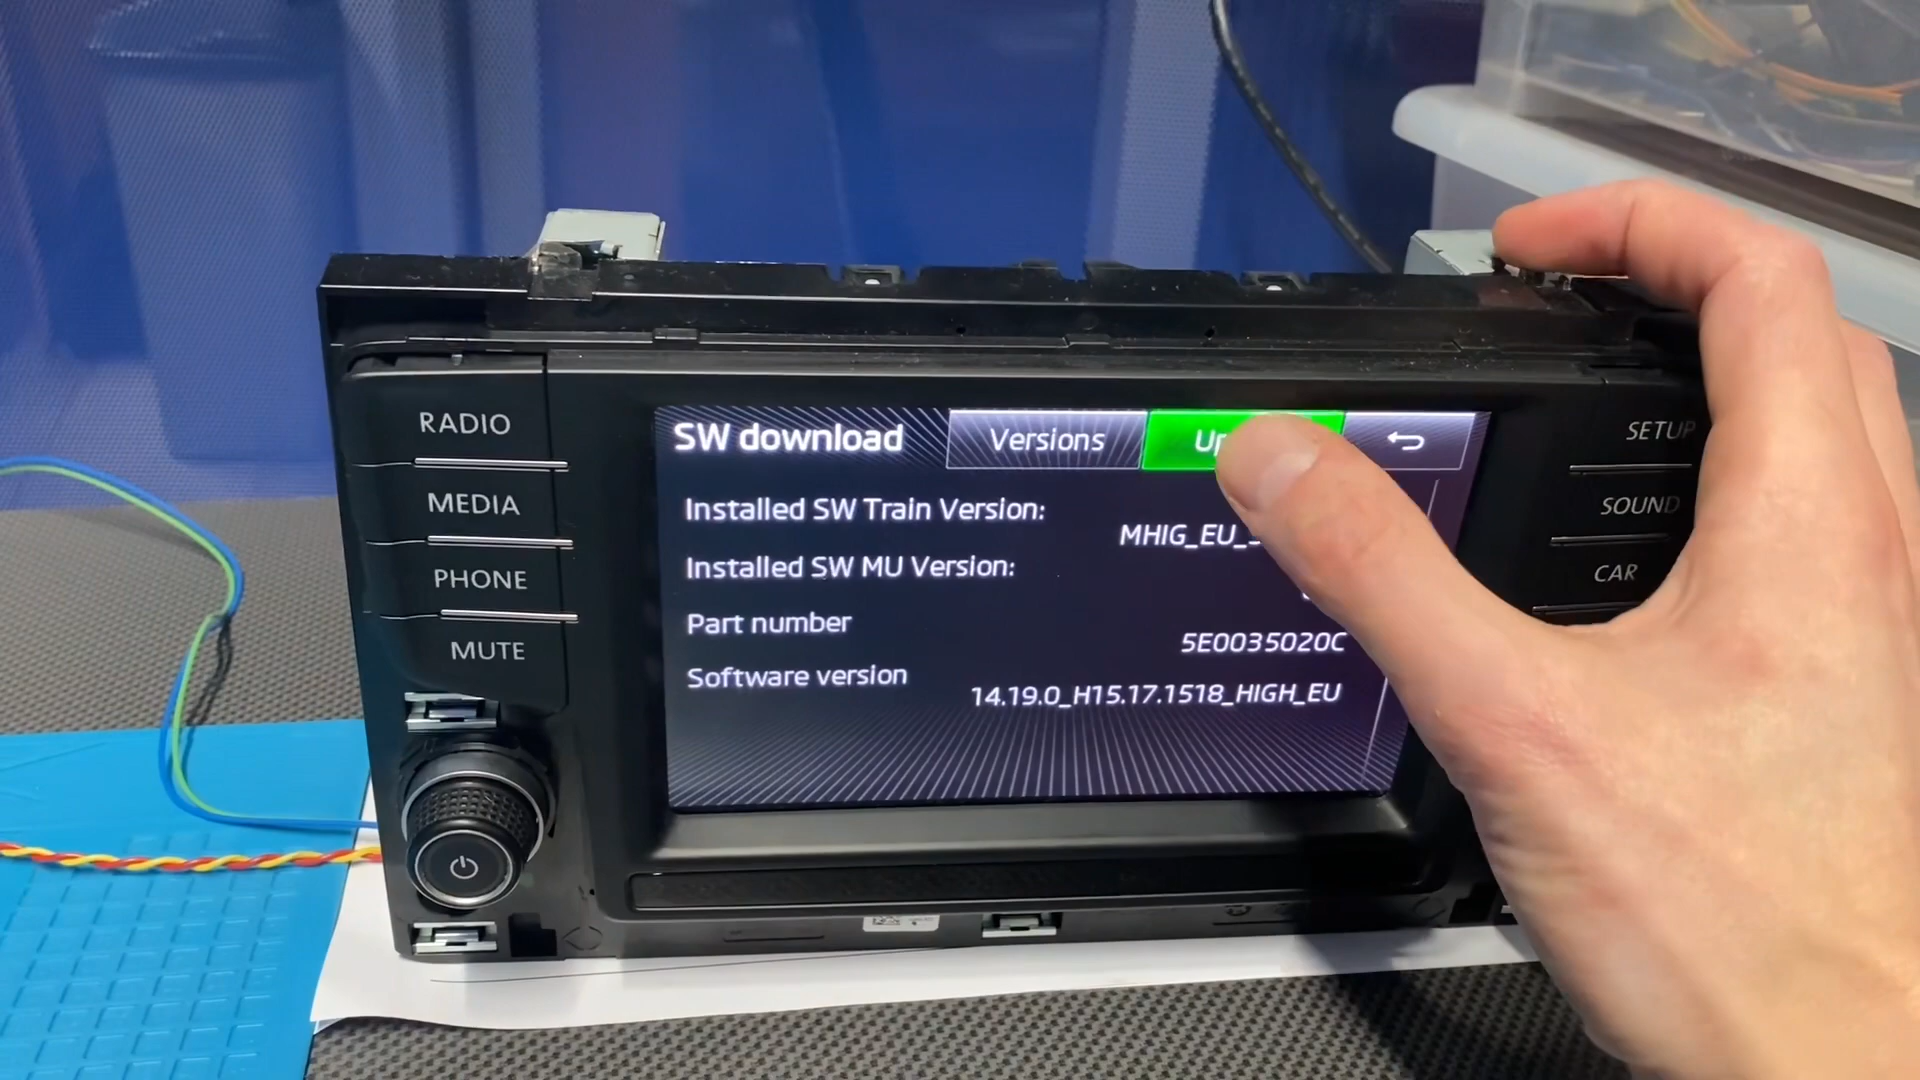 RADIO
MEDIA
PHONE
MUTE
SW download
Versions
Installed SW Train Version:
MHIG_EU_
Installed SW MU Version:
Part number
5E0035020C
Software version
14.19.0_H15.17.1518_HIGH_EU
SETUP
SOUND
CAR